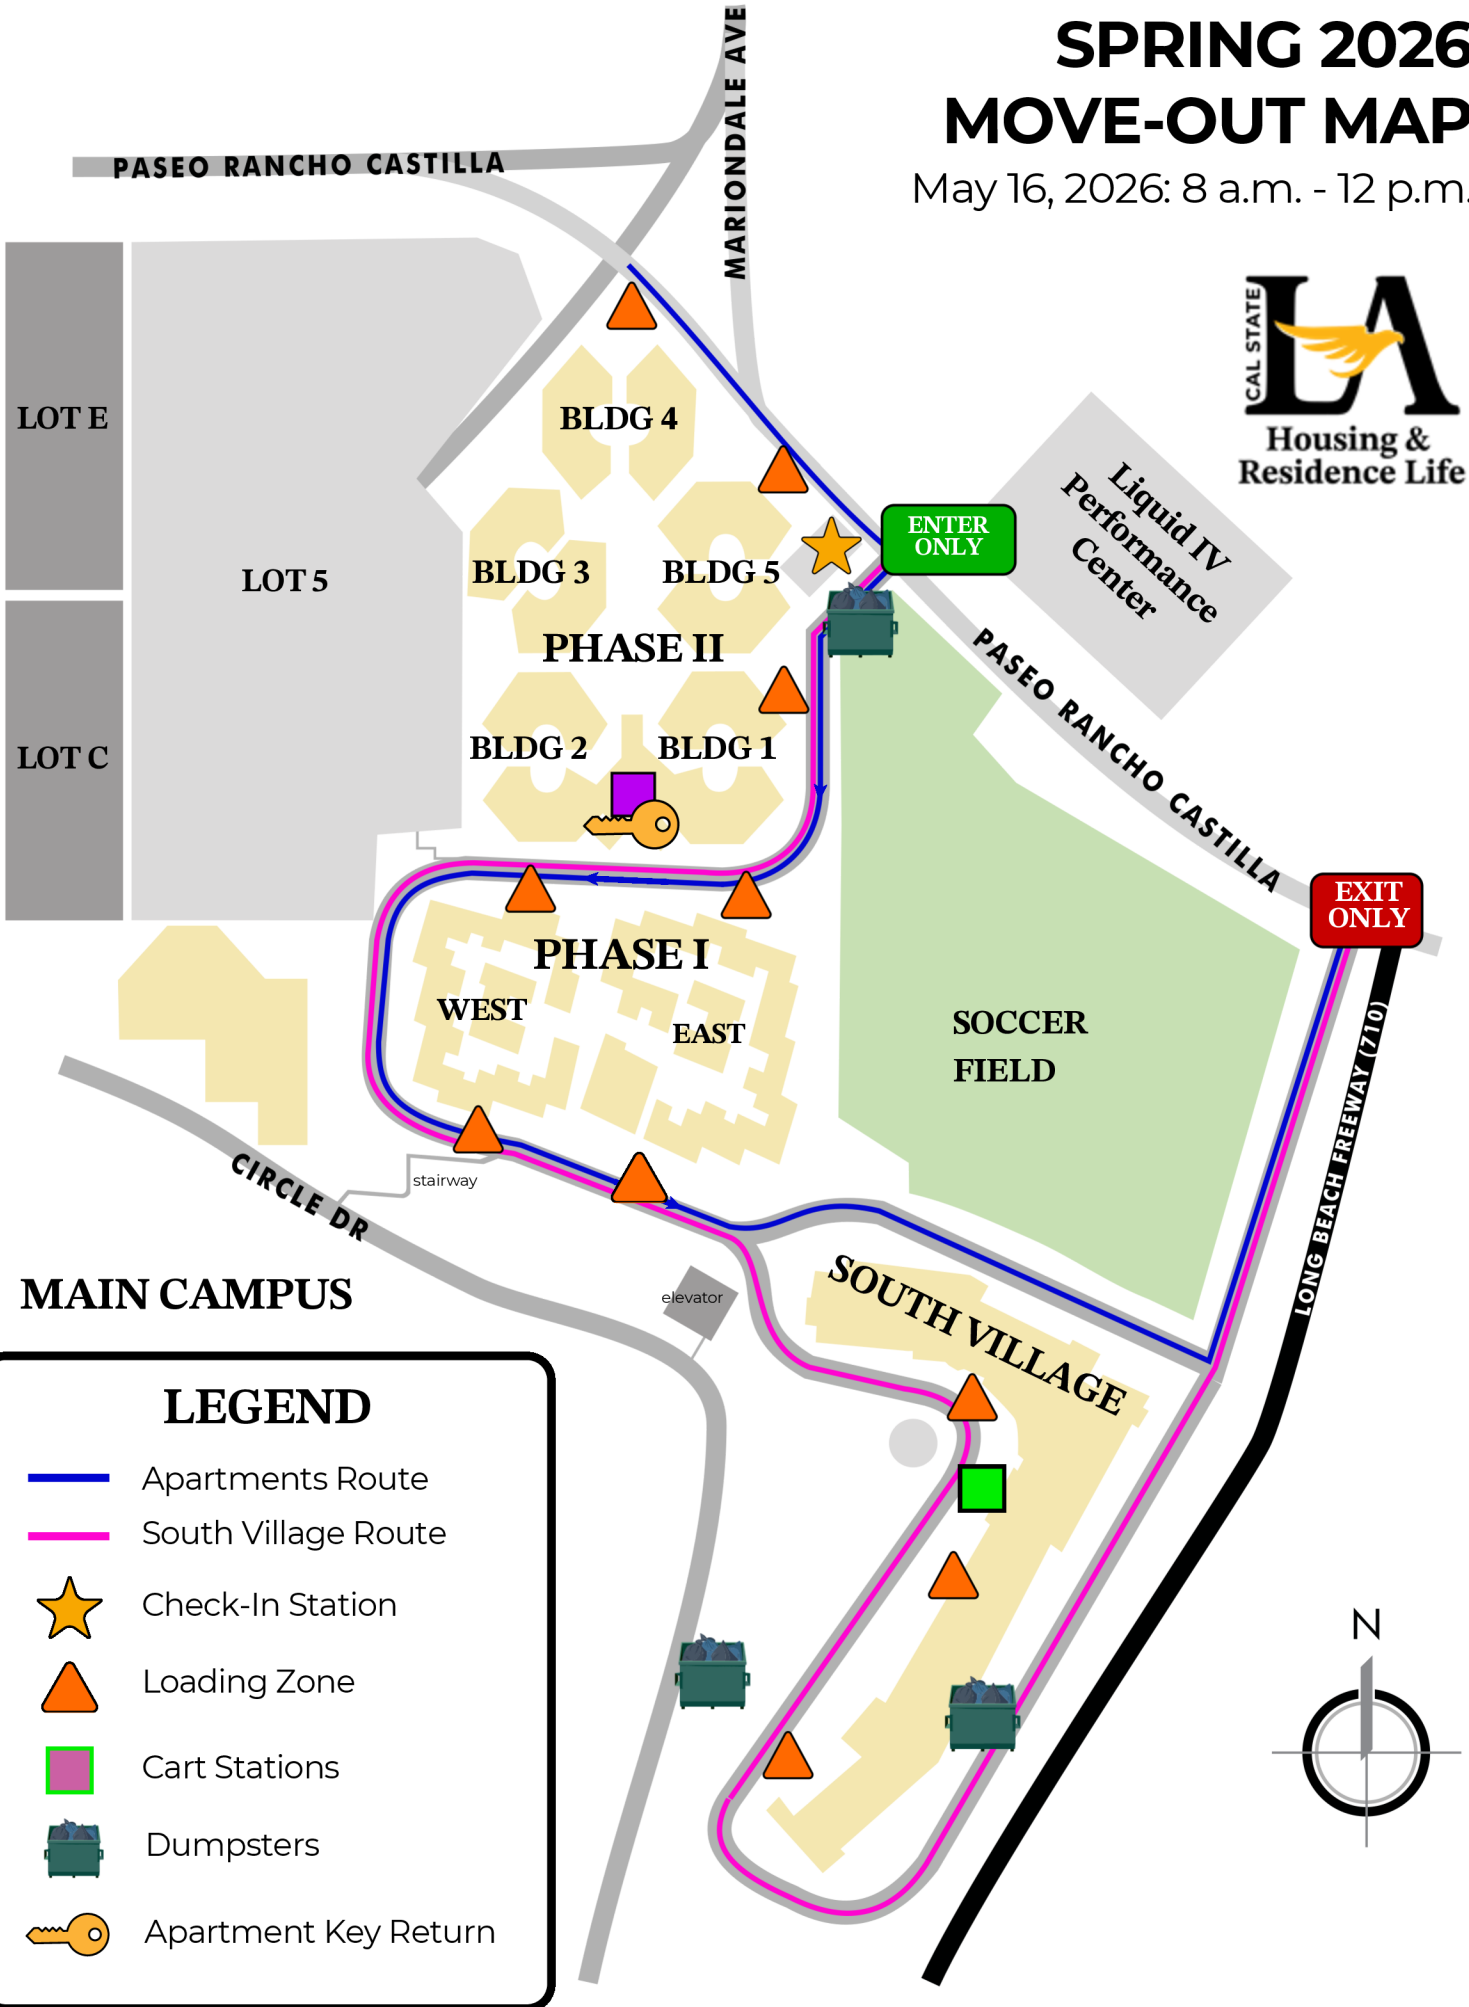 SPRING 2026
MOVE-OUT MAP
May 16, 2026: 8 a.m. - 12 p.m.
MARIONDALE AVE
PASEO RANCHO CASTILLA
CAL STATE
LA
Housing &
Residence Life
LOT E
LOT 5
LOT C
BLDG 4
BLDG 3
BLDG 5
PHASE II
BLDG 2
BLDG 1
ENTER
ONLY
Liquid IV
Performance
Center
PASEO RANCHO CASTILLA
EXIT
ONLY
PHASE I
WEST
EAST
SOCCER
FIELD
LONG BEACH FREEWAY (710)
stairway
CIRCLE DR
elevator
MAIN CAMPUS
SOUTH VILLAGE
LEGEND
Apartments Route
South Village Route
Check-In Station
Loading Zone
Cart Stations
Dumpsters
Apartment Key Return
N